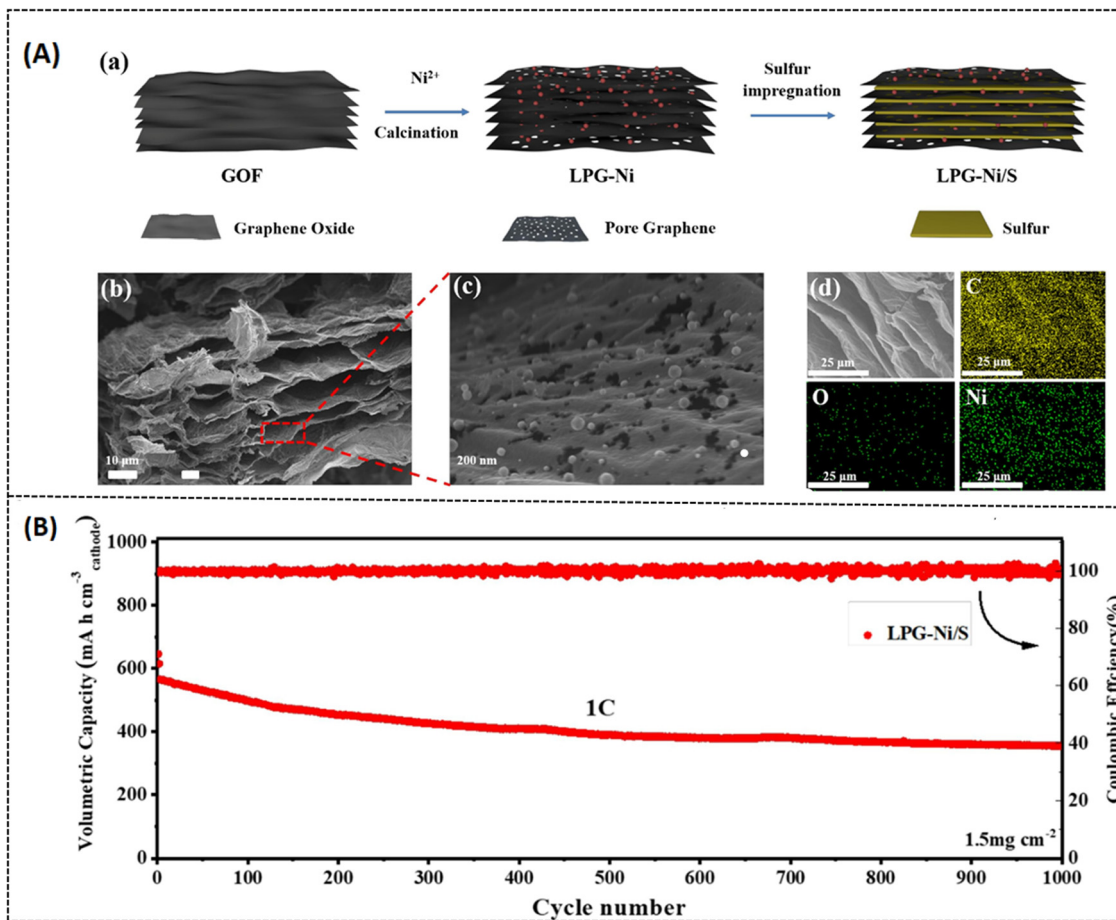 (A)
(a)
Ni²⁺
Calcination
Sulfur
impregnation
GOF
LPG-Ni
LPG-Ni/S
Graphene Oxide
Pore Graphene
Sulfur
(b)
10 μm
(c)
200 nm
(d)
25 μm
C
25 μm
O
25 μm
Ni
25 μm
(B)
Volumetric Capacity (mA h cm⁻³ cathode)
1000
800
600
400
200
0
LPG-Ni/S
1C
1.5mg cm⁻²
100
80
60
40
20
0
Coulombic Effciency(%)
0 100 200 300 400 500 600 700 800 900 1000
Cycle number